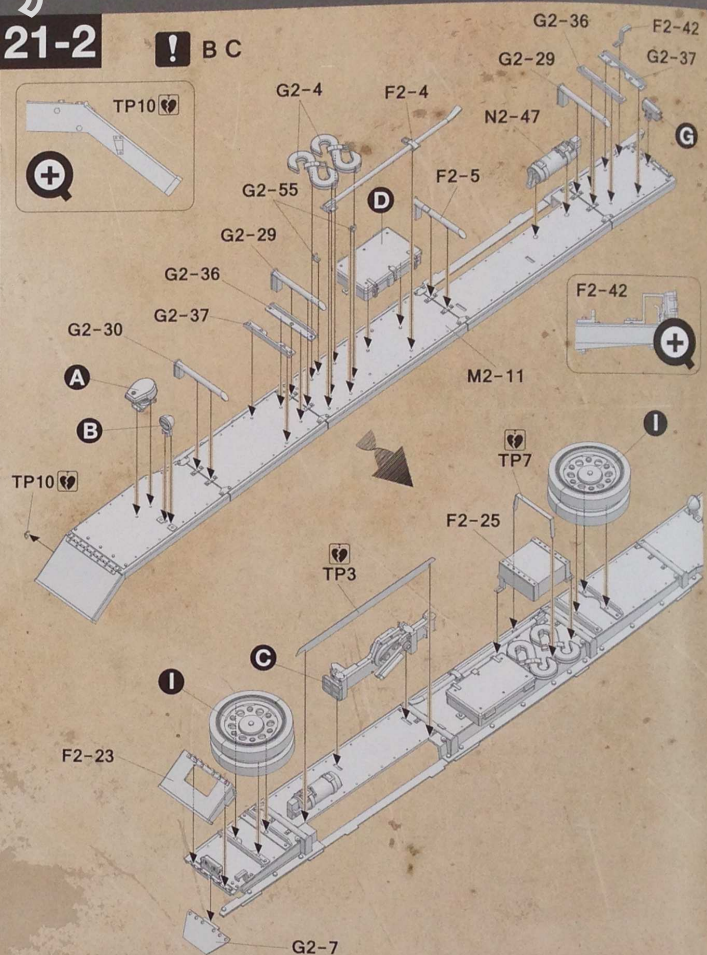 21-2
! B C
TP10
G2-4
F2-4
G2-36
F2-42
G2-29
G2-37
N2-47
G
G2-55
D
F2-5
G2-29
G2-36
F2-42
G2-37
G2-30
M2-11
A
B
I
TP7
TP10
F2-25
TP3
C
I
F2-23
G2-7